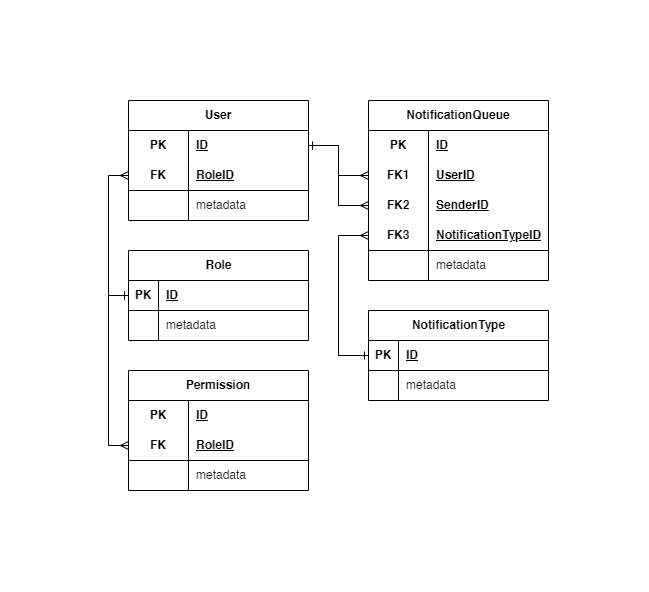 User
PK ID
FK RoleID
metadata
Role
PK ID
metadata
Permission
PK ID
FK RoleID
metadata
NotificationQueue
PK ID
FK1 UserID
FK2 SenderID
FK3 NotificationTypeID
metadata
NotificationType
PK ID
metadata